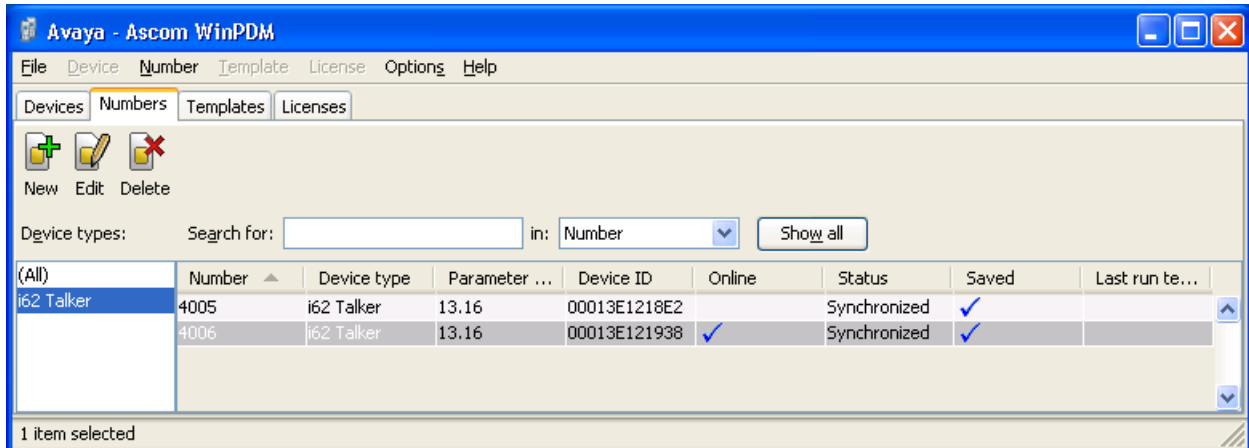 Avaya - Ascom WinPDM
File Device Number Template License Options Help
Devices Numbers Templates Licenses
New Edit Delete
Device types: Search for: in: Number Show all
(All) Number Device type Parameter ... Device ID Online Status Saved Last run te...
i62 Talker 4005 i62 Talker 13.16 00013E1218E2 Synchronized
4006 i62 Talker 13.16 00013E121938 Synchronized
1 item selected